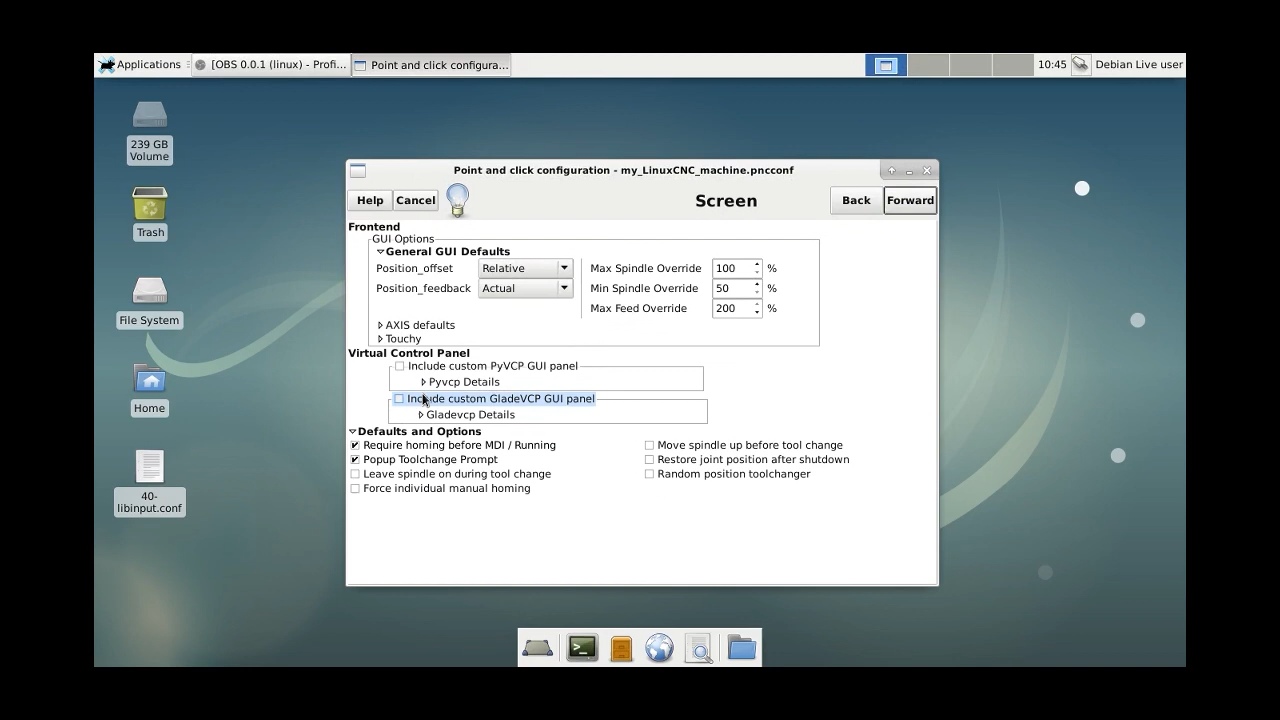 Applications
[OBS 0.0.1 (linux) - Profi...
Point and click configura...
10:45
Debian Live user
239 GB
Volume
Trash
File System
Home
40-
libinput.conf
Point and click configuration - my_LinuxCNC_machine.pncconf
Help
Cancel
Screen
Back
Forward
Frontend
GUI Options
General GUI Defaults
Position_offset
Relative
Max Spindle Override
100
%
Position_feedback
Actual
Min Spindle Override
50
%
Max Feed Override
200
%
AXIS defaults
Touchy
Virtual Control Panel
Include custom PyVCP GUI panel
Pyvcp Details
Include custom GladeVCP GUI panel
Gladevcp Details
Defaults and Options
Require homing before MDI / Running
Move spindle up before tool change
Popup Toolchange Prompt
Restore joint position after shutdown
Leave spindle on during tool change
Random position toolchanger
Force individual manual homing